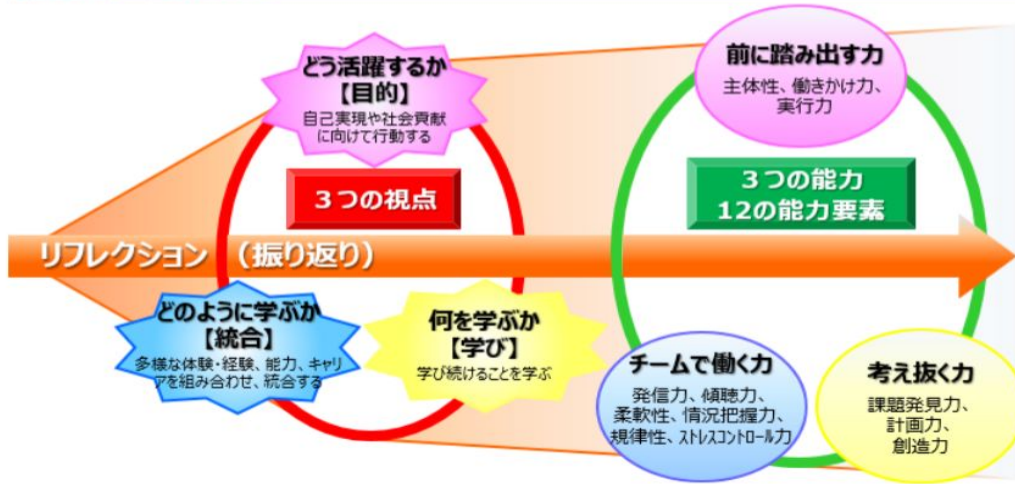 どう活躍するか
【目的】
自己実現や社会貢献
に向けて行動する
前に踏み出す力
主体性、働きかけ力、
実行力
3つの視点
3つの能力
12の能力要素
リフレクション (振り返り)
どのように学ぶか
【統合】
多様な体験・経験、能力、キャリ
アを組み合わせ、統合する
何を学ぶか
【学び】
学び続けることを学ぶ
チームで働く力
発信力、傾聴力、
柔軟性、情況把握力、
規律性、ストレスコントロール力
考え抜く力
課題発見力、
計画力、
創造力